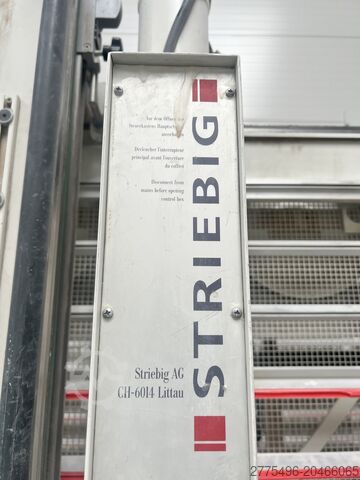 Vor dem Öffnen des
Steuerkastens Hauptschalter
ausschalten
Declencher l'interrupteur
principal avant l'ouverture
du coffret
Disconnect from
mains before opening
control box
STRIEBIG
Striebig AG
CH-6014 Littau
2775496-20466065